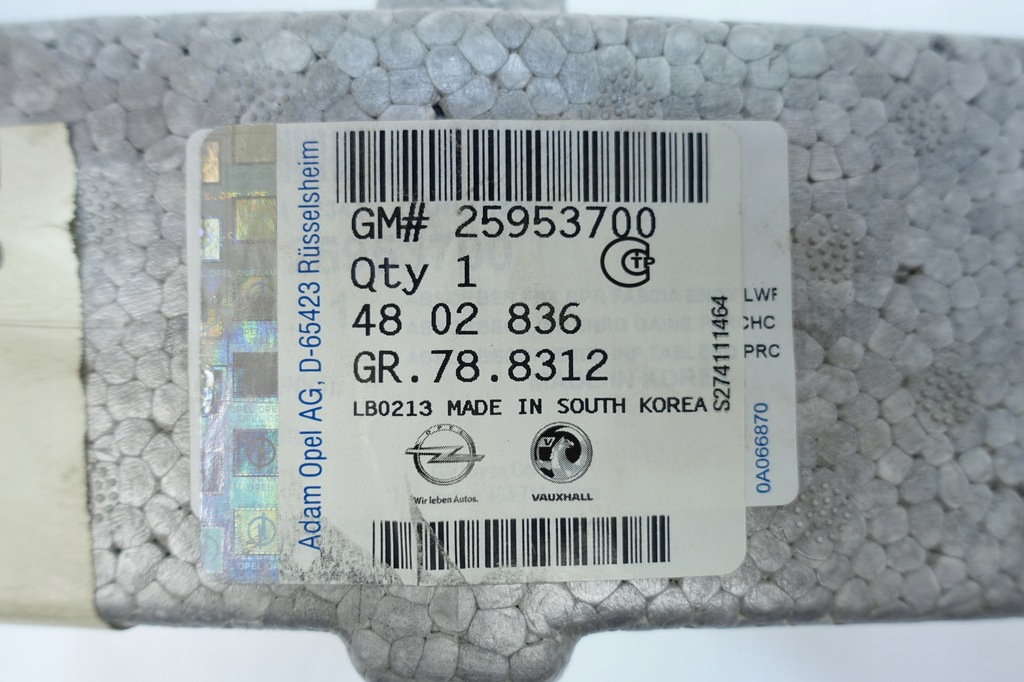 Adam Opel AG, D-65423 Rüsselsheim
GM# 25953700
Qty 1
48 02 836
GR.78.8312
LB0213 MADE IN SOUTH KOREA
S274111464
OPEL
Wir leben Autos.
VAUXHALL
LWF
CHC
PRC
0A066870